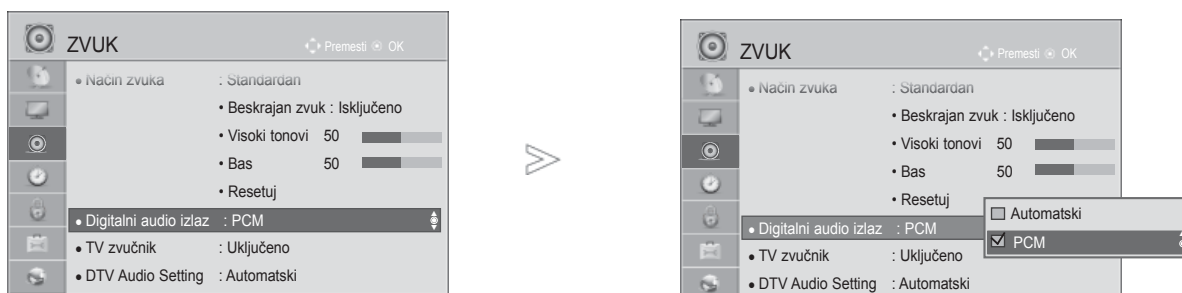 ZVUK
Premesti OK
• Način zvuka : Standardan
• Beskrajan zvuk : Isključeno
• Visoki tonovi 50
• Bas 50
• Resetuj
• Digitalni audio izlaz : PCM
• TV zvučnik : Uključeno
• DTV Audio Setting : Automatski
ZVUK
Premesti OK
• Način zvuka : Standardan
• Beskrajan zvuk : Isključeno
• Visoki tonovi 50
• Bas 50
• Resetuj
• Digitalni audio izlaz : PCM
• TV zvučnik : Uključeno
• DTV Audio Setting : Automatski
Automatski
PCM